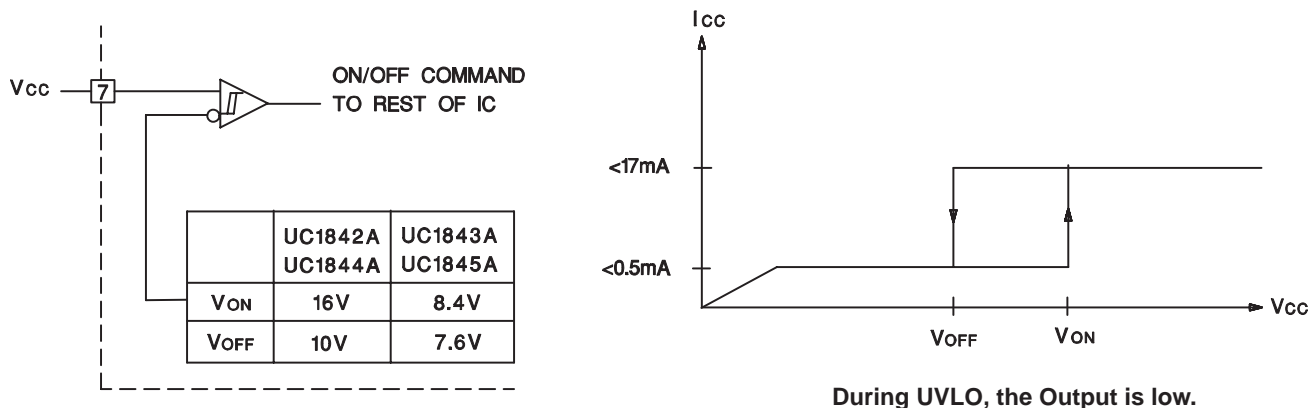 Vcc
7
ON/OFF COMMAND
TO REST OF IC
UC1842A UC1843A
UC1844A UC1845A
VON 16V 8.4V
VOFF 10V 7.6V
Icc
<17mA
<0.5mA
Vcc
VOFF VON
During UVLO, the Output is low.